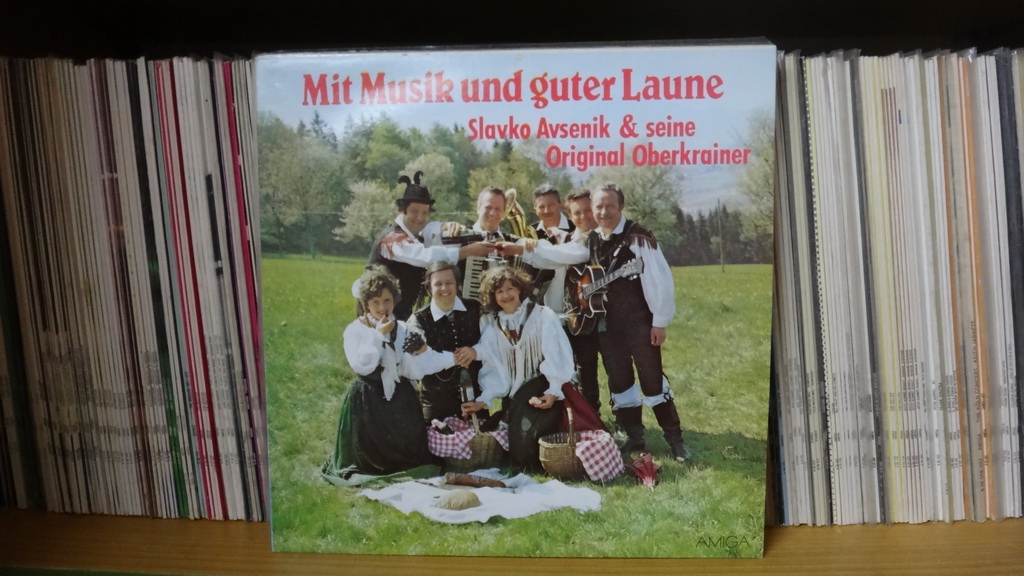 Mit Musik und guter Laune
Slavko Avsenik & seine
Original Oberkrainer
AMIGA